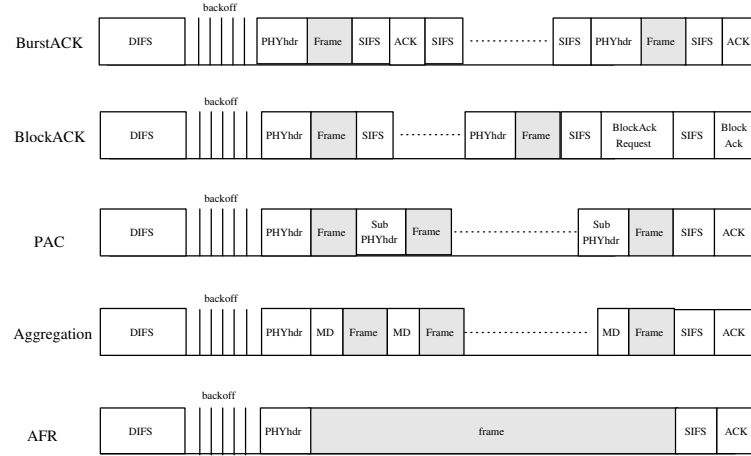 backoff
BurstACK DIFS PHYhdr Frame SIFS ACK SIFS SIFS PHYhdr Frame SIFS ACK
backoff
BlockACK DIFS PHYhdr Frame SIFS PHYhdr Frame SIFS BlockAck Request SIFS Block Ack
backoff
PAC DIFS PHYhdr Frame Sub PHYhdr Frame Sub PHYhdr Frame SIFS ACK
backoff
Aggregation DIFS PHYhdr MD Frame MD Frame MD Frame SIFS ACK
backoff
AFR DIFS PHYhdr frame SIFS ACK